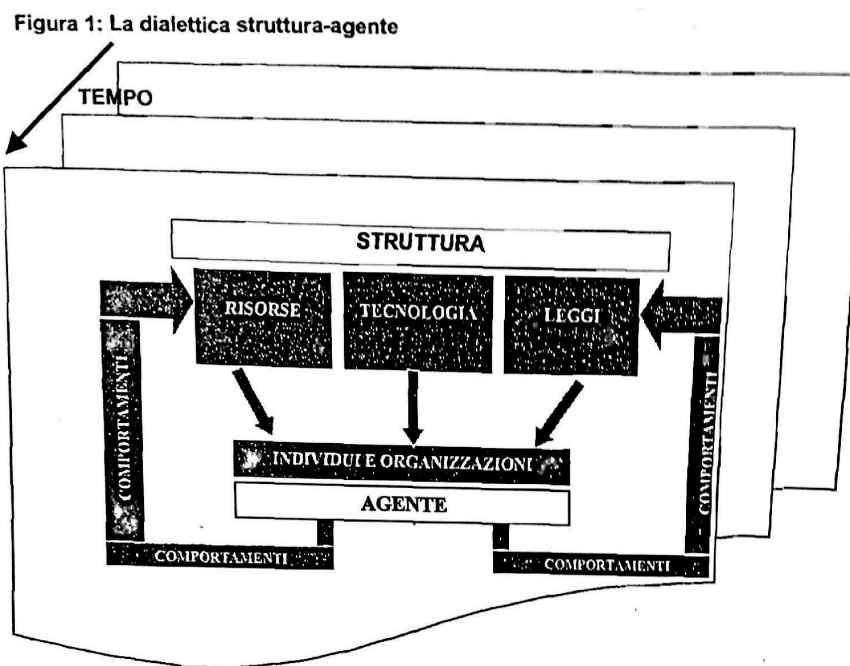 Figura 1: La dialettica struttura-agente
TEMPO
STRUTTURA
RISORSE
TECNOLOGIA
LEGGI
COMPORTAMENTI
COMPORTAMENTI
INDIVIDUI E ORGANIZZAZIONI
AGENTE
COMPORTAMENTI
COMPORTAMENTI